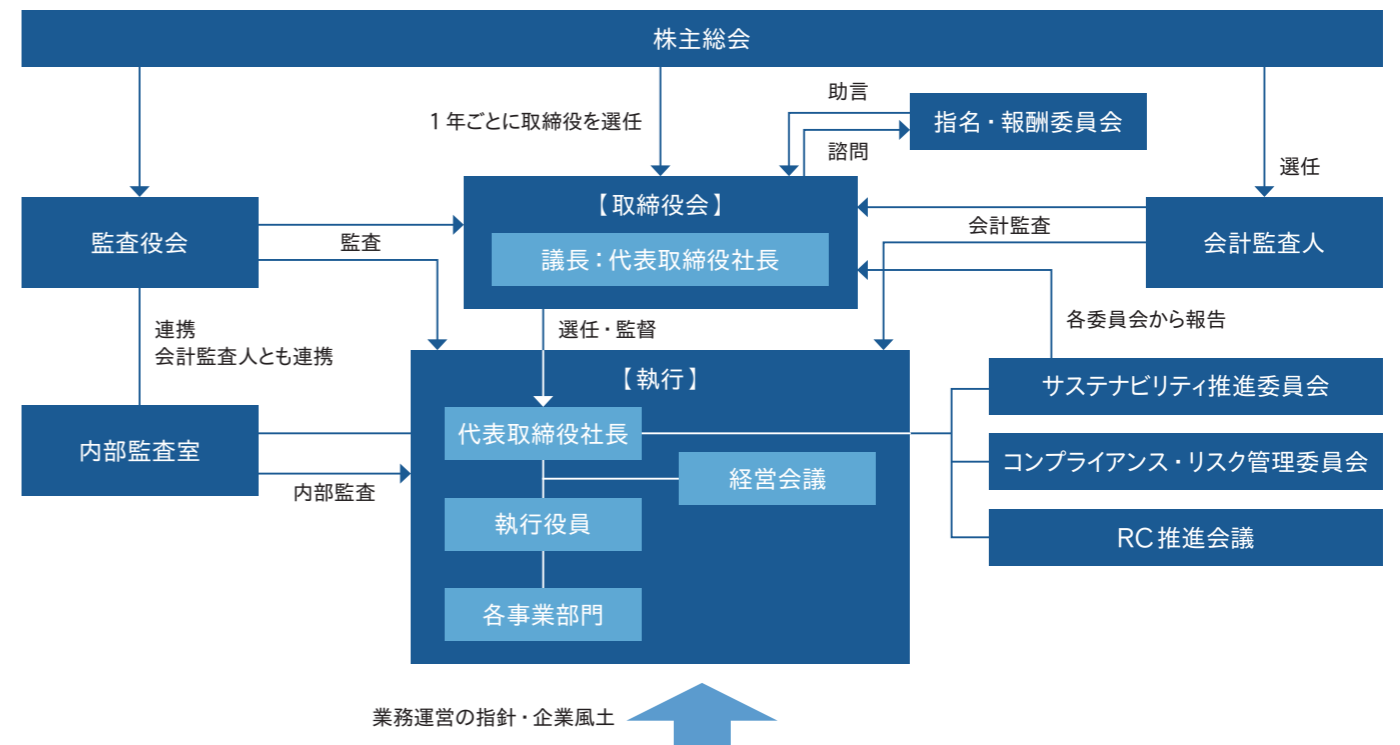 株主総会
助言
指名・報酬委員会
1年ごとに取締役を選任
諮問
選任
【取締役会】
監査役会
監査
議長：代表取締役社長
会計監査
会計監査人
連携
会計監査人とも連携
選任・監督
各委員会から報告
【執行】
サステナビリティ推進委員会
代表取締役社長
内部監査室
コンプライアンス・リスク管理委員会
経営会議
内部監査
執行役員
RC推進会議
各事業部門
業務運営の指針・企業風土